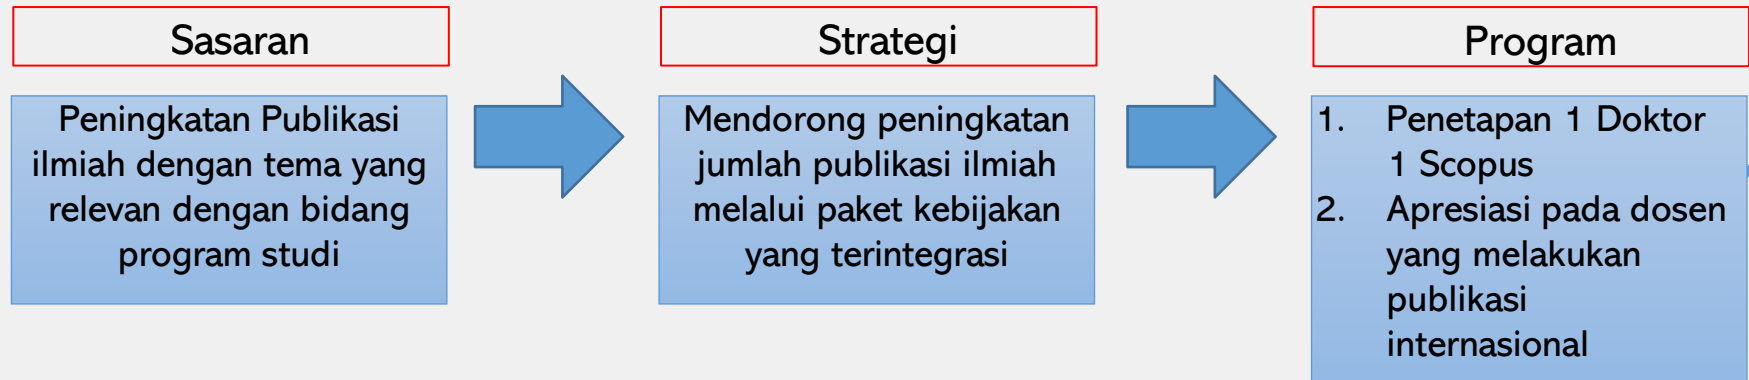 Sasaran
Peningkatan Publikasi
ilmiah dengan tema yang
relevan dengan bidang
program studi
Strategi
Mendorong peningkatan
jumlah publikasi ilmiah
melalui paket kebijakan
yang terintegrasi
Program
1. Penetapan 1 Doktor
1 Scopus
2. Apresiasi pada dosen
yang melakukan
publikasi
internasional